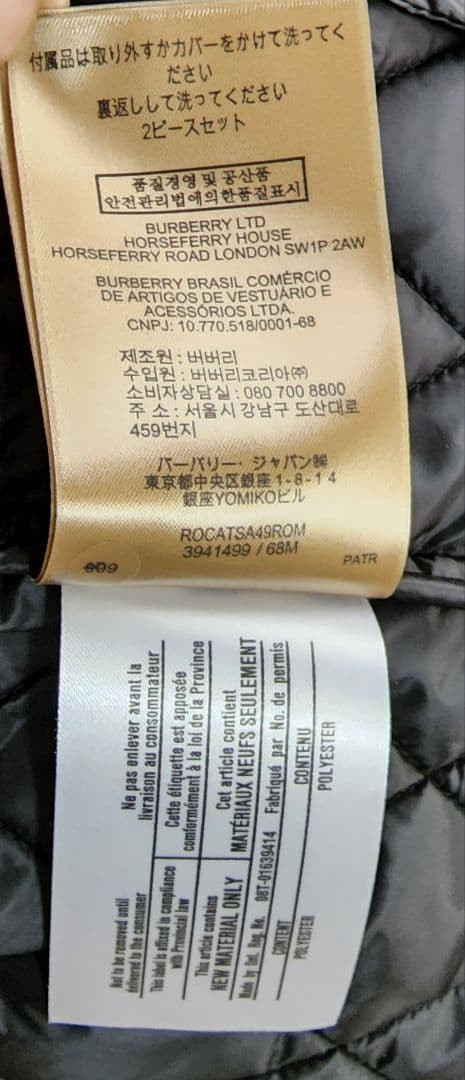 付属品は取り外すかカバーをかけて洗ってく
ださい
裏返しして洗ってください
2ピースセット
품질경영 및 공산품
안전관리법에의한품질표시
BURBERRY LTD
HORSEFERRY HOUSE
HORSEFERRY ROAD LONDON SW1P 2AW
BURBERRY BRASIL COMÉRCIO
DE ARTIGOS DE VESTUÁRIO E
ACESSÓRIOS LTDA.
CNPJ: 10.770.518/0001-68
제조원 : 버버리
수입원 : 버버리코리아㈜
소비자상담실 : 080 700 8800
주 소 : 서울시 강남구 도산대로
459번지
バーバリー・ジャパン㈱
東京都中央区銀座 1-8-14
銀座YOMIKOビル
ROCATSA49ROM
3941499 / 68M
PATR
Not to be removed until
delivered to the consumer
Ne pas enlever avant la
livraison au consommateur
This label is affixed in compliance
with Provincial law
Cette étiquette est apposée
conformément à la loi de la Province
This article contains
NEW MATERIAL ONLY
Cet article contient
MATÉRIAUX NEUFS SEULEMENT
Made by Ont. Reg. No. 08T-01639414 Fabriqué par No. de permis
CONTENT
CONTENU
POLYESTER
POLYESTER